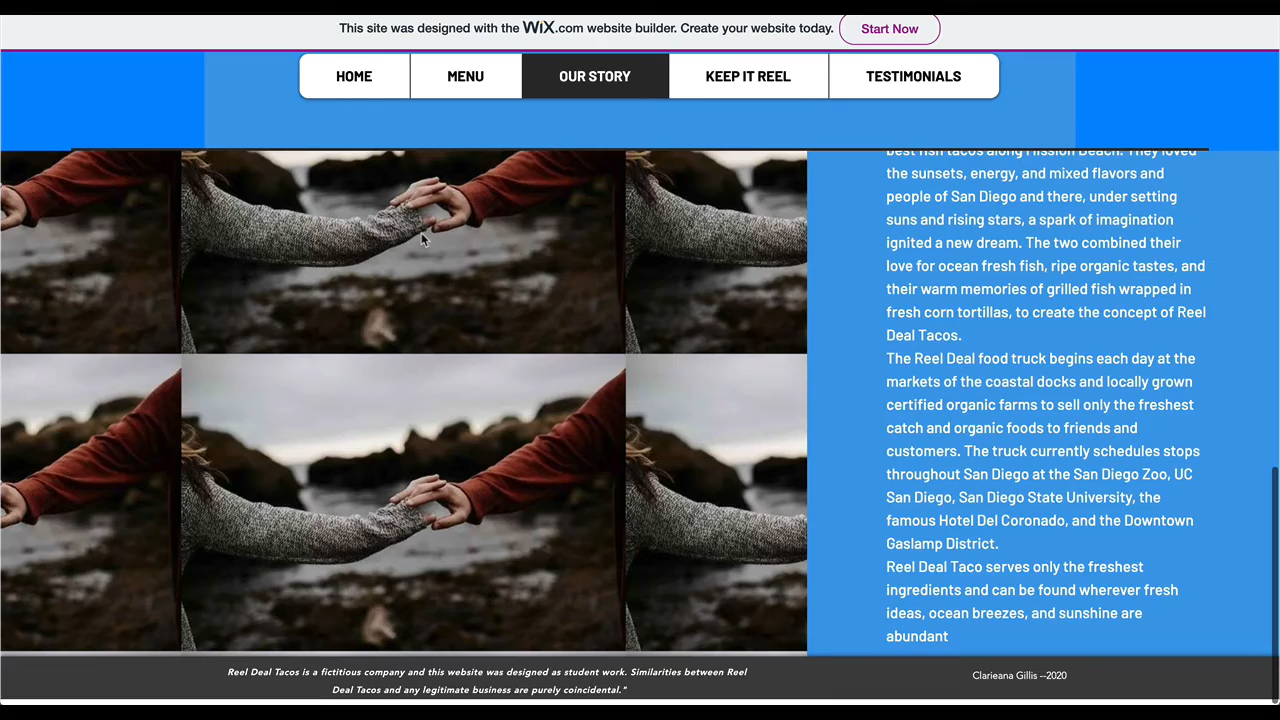 This site was designed with the WiX.com website builder. Create your website today.
Start Now
HOME
MENU
OUR STORY
KEEP IT REEL
TESTIMONIALS
best fish tacos along Mission Beach. They loved
the sunsets, energy, and mixed flavors and
people of San Diego and there, under setting
suns and rising stars, a spark of imagination
ignited a new dream. The two combined their
love for ocean fresh fish, ripe organic tastes, and
their warm memories of grilled fish wrapped in
fresh corn tortillas, to create the concept of Reel
Deal Tacos.
The Reel Deal food truck begins each day at the
markets of the coastal docks and locally grown
certified organic farms to sell only the freshest
catch and organic foods to friends and
customers. The truck currently schedules stops
throughout San Diego at the San Diego Zoo, UC
San Diego, San Diego State University, the
famous Hotel Del Coronado, and the Downtown
Gaslamp District.
Reel Deal Taco serves only the freshest
ingredients and can be found wherever fresh
ideas, ocean breezes, and sunshine are
abundant
Reel Deal Tacos is a fictitious company and this website was designed as student work. Similarities between Reel
Deal Tacos and any legitimate business are purely coincidental."
Clarieana Gillis --2020